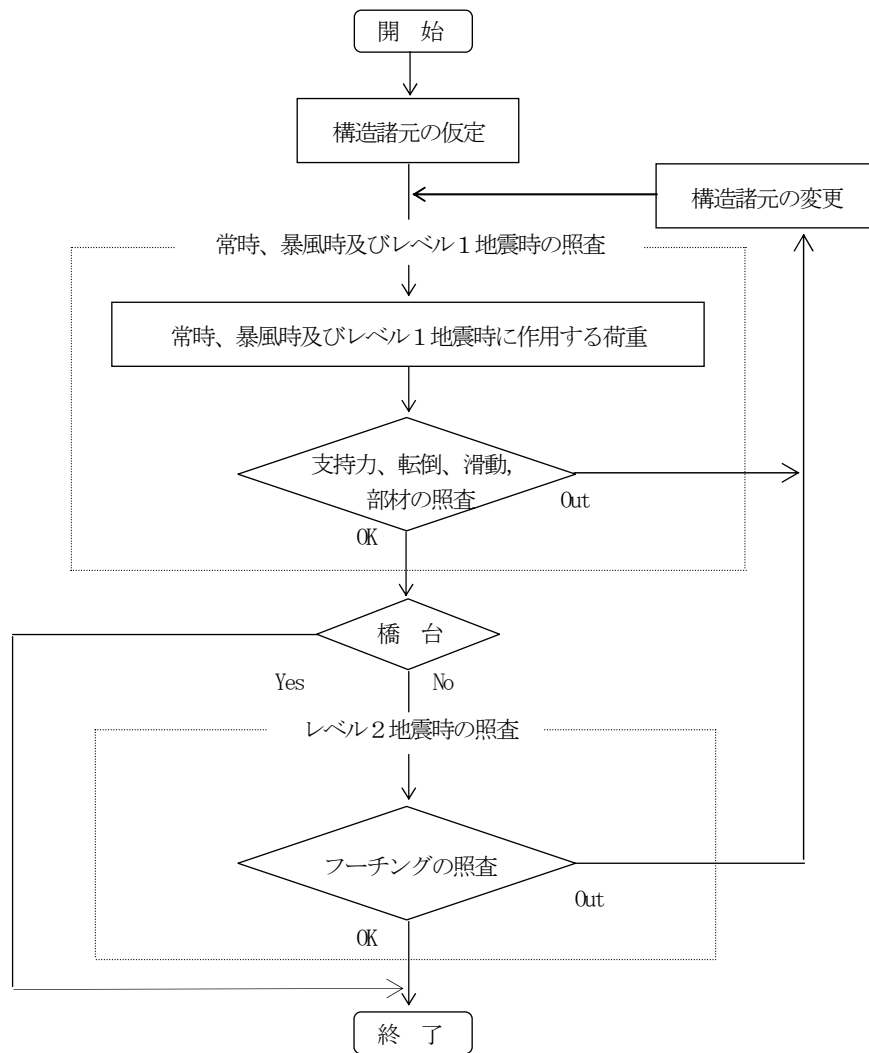 開　始
構造諸元の仮定
構造諸元の変更
常時、暴風時及びレベル１地震時の照査
常時、暴風時及びレベル１地震時に作用する荷重
支持力、転倒、滑動,
部材の照査
Out
OK
橋　台
Yes
No
レベル２地震時の照査
フーチングの照査
Out
OK
終　了